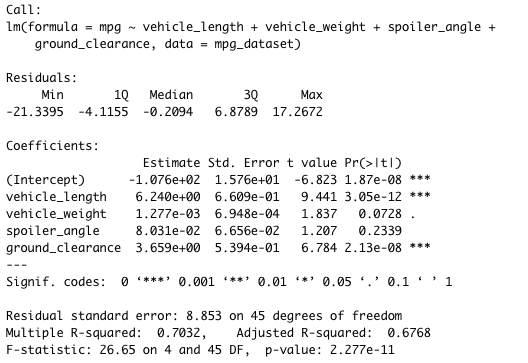 Call:
lm(formula = mpg ~ vehicle_length + vehicle_weight + spoiler_angle +
    ground_clearance, data = mpg_dataset)
Residuals:
     Min       1Q   Median       3Q      Max
-21.3395  -4.1155  -0.2094   6.8789  17.2672
Coefficients:
                   Estimate Std. Error t value Pr(>|t|)
(Intercept)      -1.076e+02  1.576e+01  -6.823 1.87e-08 ***
vehicle_length    6.240e+00  6.609e-01   9.441 3.05e-12 ***
vehicle_weight    1.277e-03  6.948e-04   1.837   0.0728 .
spoiler_angle     8.031e-02  6.656e-02   1.207   0.2339
ground_clearance  3.659e+00  5.394e-01   6.784 2.13e-08 ***
---
Signif. codes:  0 ‘***’ 0.001 ‘**’ 0.01 ‘*’ 0.05 ‘.’ 0.1 ‘ ’ 1
Residual standard error: 8.853 on 45 degrees of freedom
Multiple R-squared:  0.7032,    Adjusted R-squared:  0.6768
F-statistic: 26.65 on 4 and 45 DF,  p-value: 2.277e-11